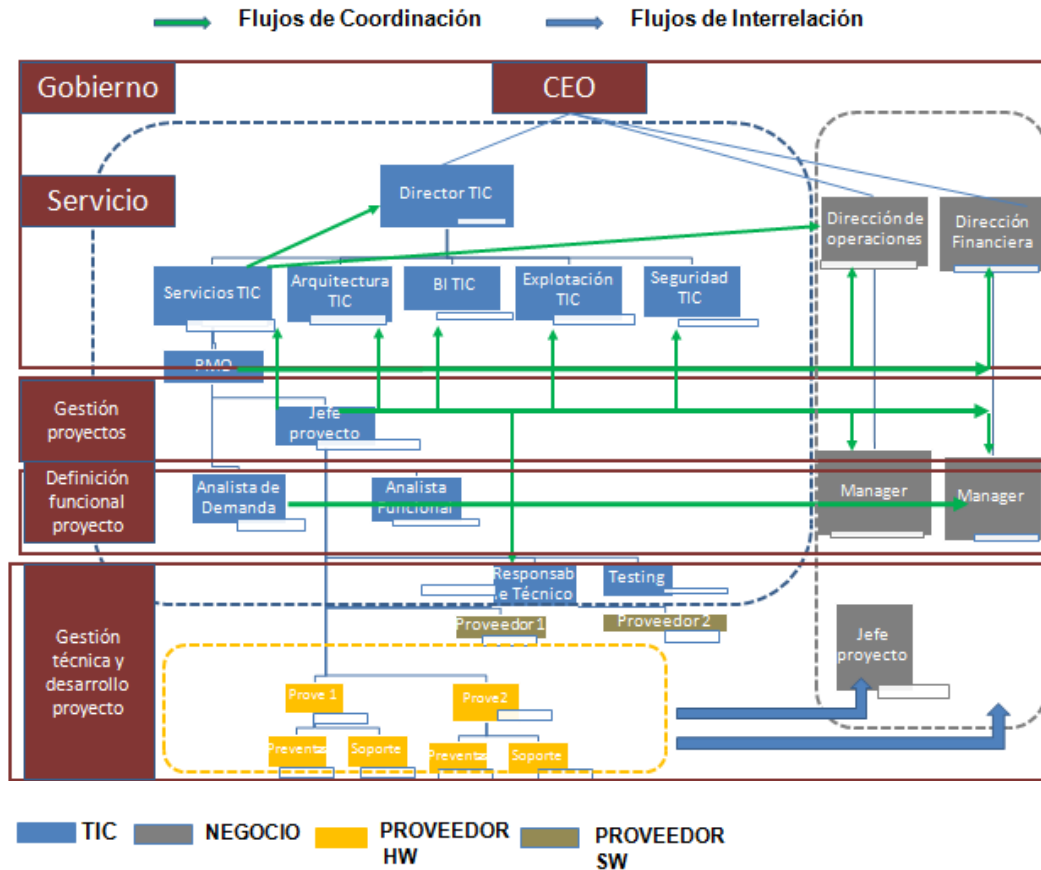 Flujos de Coordinación
Flujos de Interrelación
Gobierno
CEO
Servicio
Director TIC
Dirección de
operaciones
Dirección
Financiera
Servicios TIC
Arquitectura
TIC
BI TIC
Explotación
TIC
Seguridad
TIC
PMO
Gestión
proyectos
Jefe
proyecto
Definición
funcional
proyecto
Analista de
Demanda
Analista
Funcional
Manager
Manager
Responsab
le Técnico
Testing
Proveedor 1
Proveedor 2
Gestión
técnica y
desarrollo
proyecto
Jefe
proyecto
Prove 1
Prove2
Preventas
Soporte
Preventas
Soporte
TIC
NEGOCIO
PROVEEDOR
HW
PROVEEDOR
SW